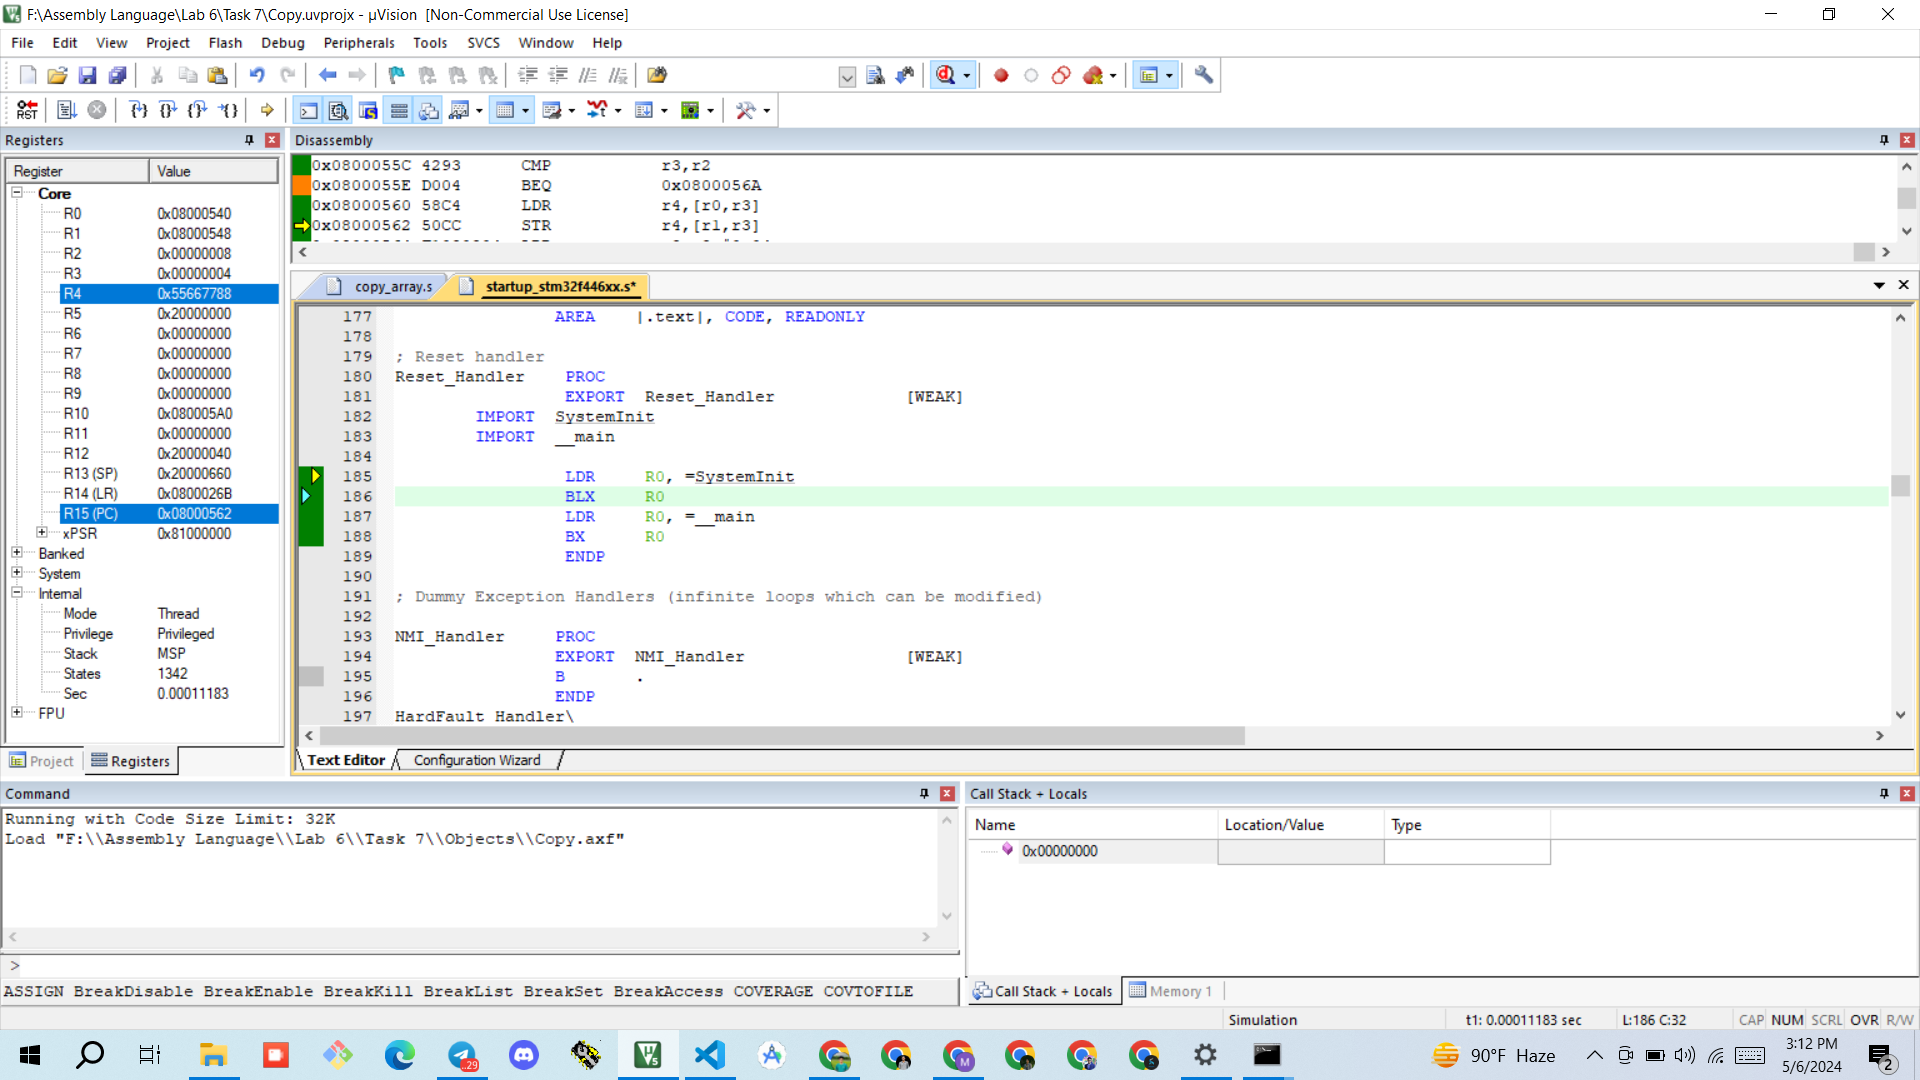 F:\Assembly Language\Lab 6\Task 7\Copy.uvprojx - µVision [Non-Commercial Use License]
File Edit View Project Flash Debug Peripherals Tools SVCS Window Help
Registers
Register Value
Core
R0 0x08000540
R1 0x08000548
R2 0x00000008
R3 0x00000004
R4 0x55667788
R5 0x20000000
R6 0x00000000
R7 0x00000000
R8 0x00000000
R9 0x00000000
R10 0x080005A0
R11 0x00000000
R12 0x20000040
R13 (SP) 0x20000660
R14 (LR) 0x0800026B
R15 (PC) 0x08000562
xPSR 0x81000000
Banked
System
Internal
Mode Thread
Privilege Privileged
Stack MSP
States 1342
Sec 0.00011183
FPU
Project Registers
Disassembly
0x0800055C 4293 CMP r3,r2
0x0800055E D004 BEQ 0x0800056A
0x08000560 58C4 LDR r4,[r0,r3]
0x08000562 50CC STR r4,[r1,r3]
copy_array.s startup_stm32f446xx.s*
177 AREA |.text|, CODE, READONLY
178
179 ; Reset handler
180 Reset_Handler PROC
181 EXPORT Reset_Handler [WEAK]
182 IMPORT SystemInit
183 IMPORT __main
184
185 LDR R0, =SystemInit
186 BLX R0
187 LDR R0, =__main
188 BX R0
189 ENDP
190
191 ; Dummy Exception Handlers (infinite loops which can be modified)
192
193 NMI_Handler PROC
194 EXPORT NMI_Handler [WEAK]
195 B .
196 ENDP
197 HardFault_Handler\
Text Editor Configuration Wizard
Command
Running with Code Size Limit: 32K
Load "F:\\Assembly Language\\Lab 6\\Task 7\\Objects\\Copy.axf"
>
ASSIGN BreakDisable BreakEnable BreakKill BreakList BreakSet BreakAccess COVERAGE COVTOFILE
Call Stack + Locals
Name Location/Value Type
0x00000000
Call Stack + Locals Memory 1
Simulation t1: 0.00011183 sec L:186 C:32 CAP NUM SCRL OVR R/W
90°F Haze
3:12 PM
5/6/2024